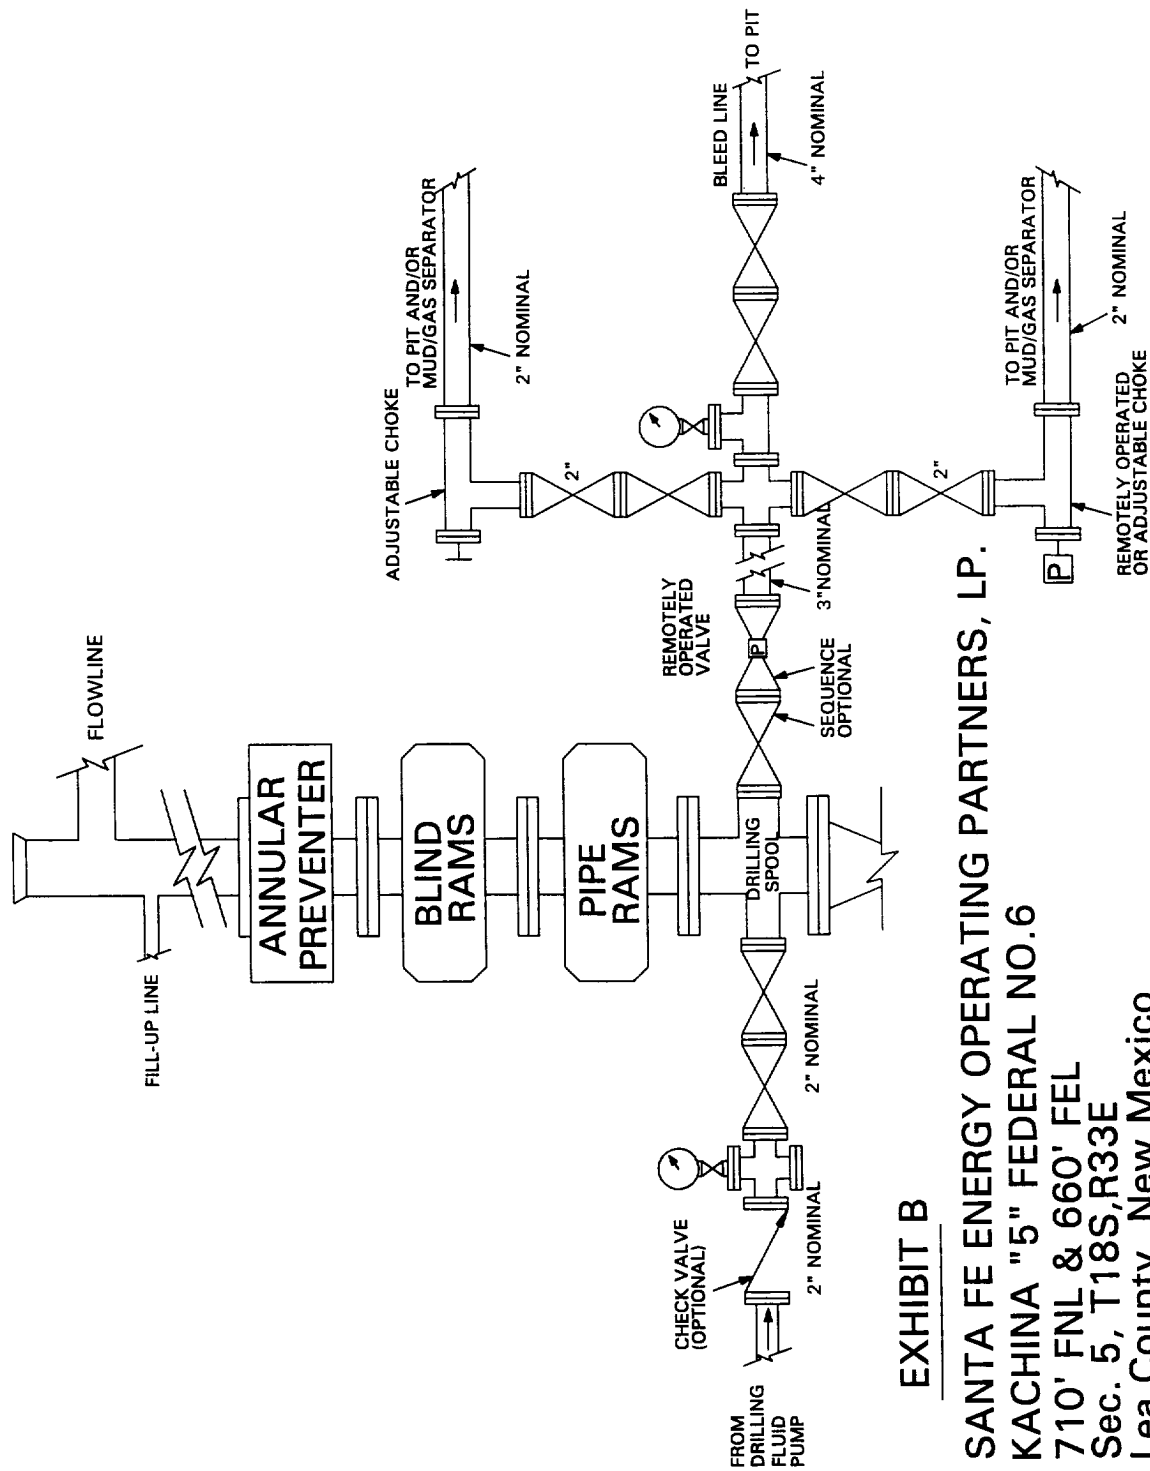 FLOWLINE
FILL-UP LINE
ANNULAR
PREVENTER
BLIND
RAMS
PIPE
RAMS
DRILLING
SPOOL
FROM
DRILLING
FLUID
PUMP
CHECK VALVE
(OPTIONAL)
2" NOMINAL
2" NOMINAL
REMOTELY
OPERATED
VALVE
P
SEQUENCE
OPTIONAL
3"NOMINAL
ADJUSTABLE CHOKE
TO PIT AND/OR
MUD/GAS SEPARATOR
2" NOMINAL
2"
BLEED LINE
TO PIT
4" NOMINAL
2"
TO PIT AND/OR
MUD/GAS SEPARATOR
2" NOMINAL
P
REMOTELY OPERATED
OR ADJUSTABLE CHOKE
EXHIBIT B
SANTA FE ENERGY OPERATING PARTNERS, LP.
KACHINA "5" FEDERAL NO.6
710' FNL & 660' FEL
Sec. 5, T18S,R33E
Lea County, New Mexico